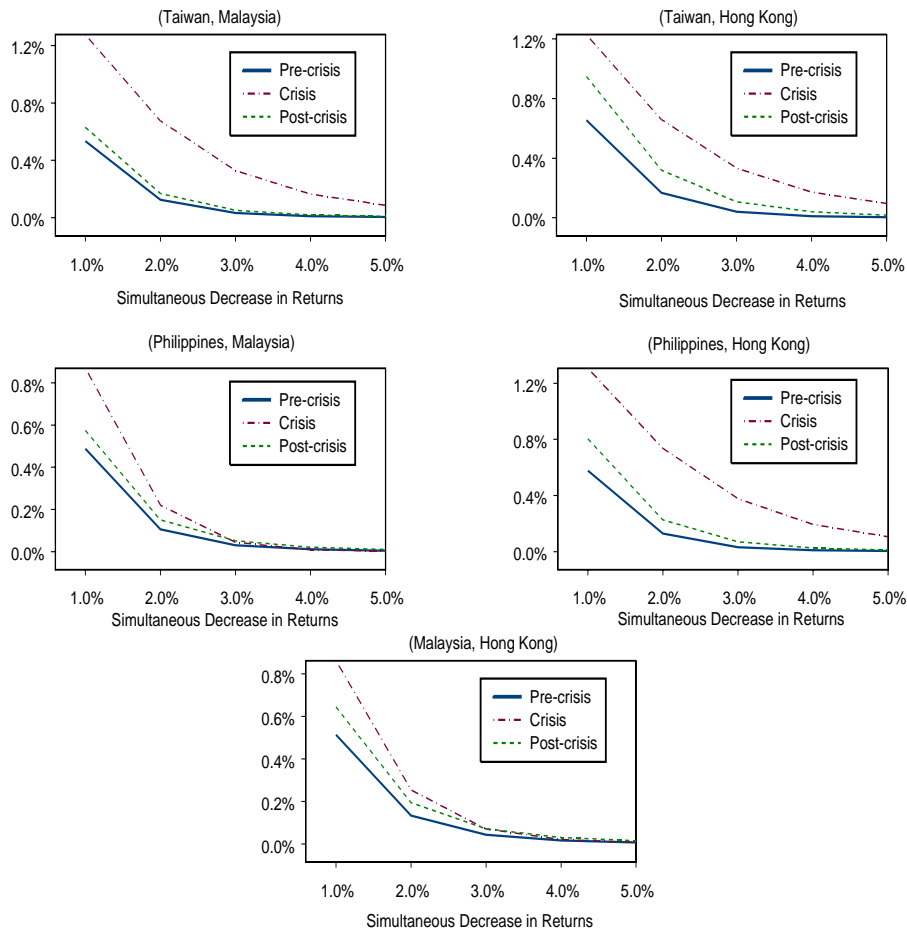 (Taiwan, Malaysia)
1.2%
0.8%
0.4%
0.0%
Pre-crisis
Crisis
Post-crisis
1.0% 2.0% 3.0% 4.0% 5.0%
Simultaneous Decrease in Returns
(Taiwan, Hong Kong)
1.2%
0.8%
0.4%
0.0%
Pre-crisis
Crisis
Post-crisis
1.0% 2.0% 3.0% 4.0% 5.0%
Simultaneous Decrease in Returns
(Philippines, Malaysia)
0.8%
0.6%
0.4%
0.2%
0.0%
Pre-crisis
Crisis
Post-crisis
1.0% 2.0% 3.0% 4.0% 5.0%
Simultaneous Decrease in Returns
(Philippines, Hong Kong)
1.2%
0.8%
0.4%
0.0%
Pre-crisis
Crisis
Post-crisis
1.0% 2.0% 3.0% 4.0% 5.0%
Simultaneous Decrease in Returns
(Malaysia, Hong Kong)
0.8%
0.6%
0.4%
0.2%
0.0%
Pre-crisis
Crisis
Post-crisis
1.0% 2.0% 3.0% 4.0% 5.0%
Simultaneous Decrease in Returns